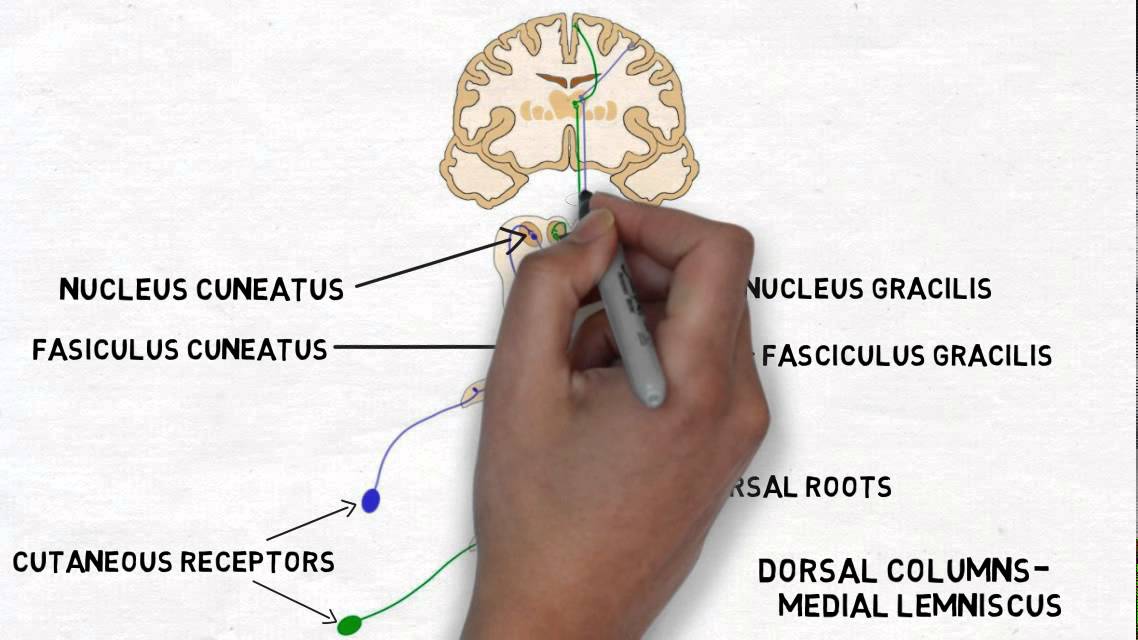 NUCLEUS CUNEATUS
NUCLEUS GRACILIS
FASICULUS CUNEATUS
FASCICULUS GRACILIS
RSAL ROOTS
CUTANEOUS RECEPTORS
DORSAL COLUMNS-
MEDIAL LEMNISCUS